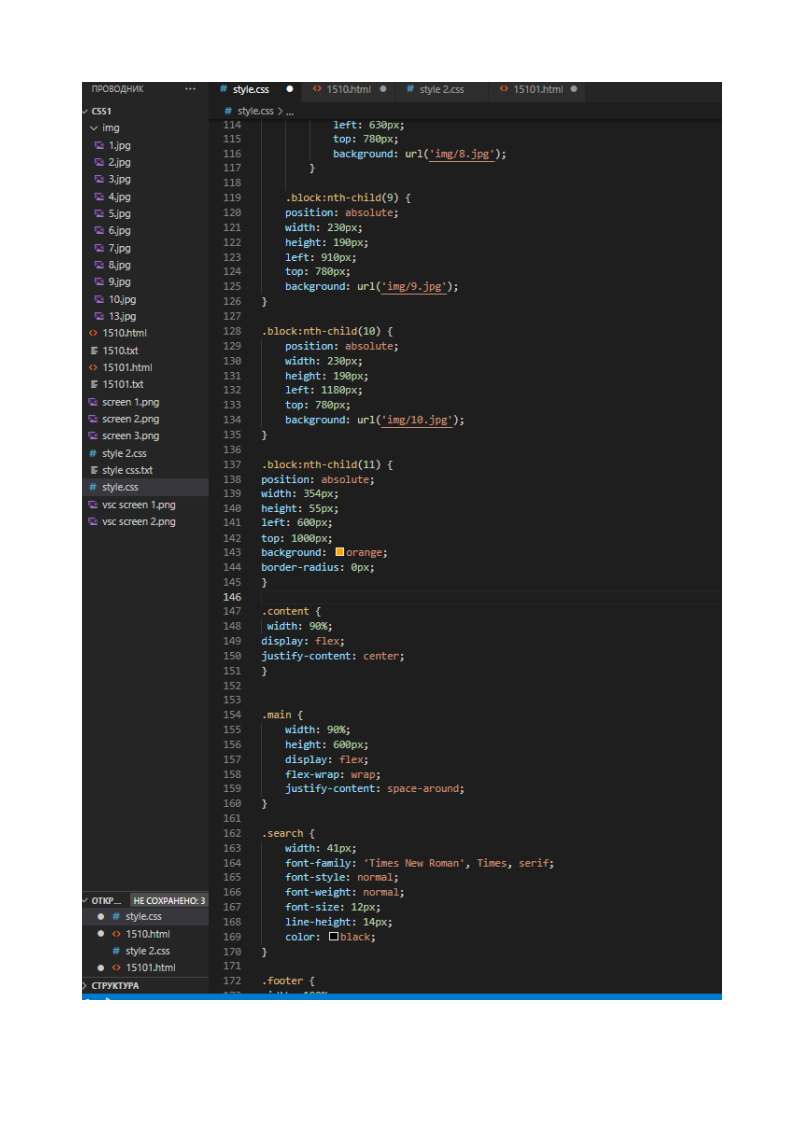 ПРОВОДНИК ···
# style.css ● <> 1510.html ● # style 2.css <> 15101.html ●
CSS1
# style.css > ...
img
1.jpg
2.jpg
3.jpg
4.jpg
5.jpg
6.jpg
7.jpg
8.jpg
9.jpg
10.jpg
13.jpg
<> 1510.html
1510.txt
<> 15101.html
15101.txt
screen 1.png
screen 2.png
screen 3.png
# style 2.css
style css.txt
# style.css
vsc screen 1.png
vsc screen 2.png
ОТКР... НЕ СОХРАНЕНО: 3
● # style.css
● <> 1510.html
# style 2.css
● <> 15101.html
> СТРУКТУРА
114 left: 630px;
115 top: 780px;
116 background: url('img/8.jpg');
117 }
118
119 .block:nth-child(9) {
120 position: absolute;
121 width: 230px;
122 height: 190px;
123 left: 910px;
124 top: 780px;
125 background: url('img/9.jpg');
126 }
127
128 .block:nth-child(10) {
129 position: absolute;
130 width: 230px;
131 height: 190px;
132 left: 1180px;
133 top: 780px;
134 background: url('img/10.jpg');
135 }
136
137 .block:nth-child(11) {
138 position: absolute;
139 width: 354px;
140 height: 55px;
141 left: 600px;
142 top: 1000px;
143 background: orange;
144 border-radius: 0px;
145 }
146
147 .content {
148 width: 90%;
149 display: flex;
150 justify-content: center;
151 }
152
153
154 .main {
155 width: 90%;
156 height: 600px;
157 display: flex;
158 flex-wrap: wrap;
159 justify-content: space-around;
160 }
161
162 .search {
163 width: 41px;
164 font-family: 'Times New Roman', Times, serif;
165 font-style: normal;
166 font-weight: normal;
167 font-size: 12px;
168 line-height: 14px;
169 color: black;
170 }
171
172 .footer {